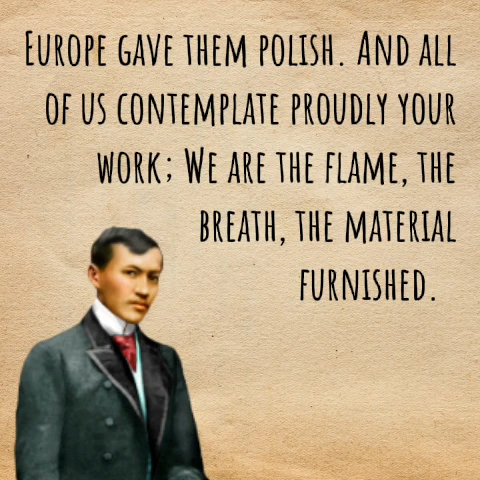 Europe gave them polish. And all
of us contemplate proudly your
work; We are the flame, the
breath, the material
furnished.